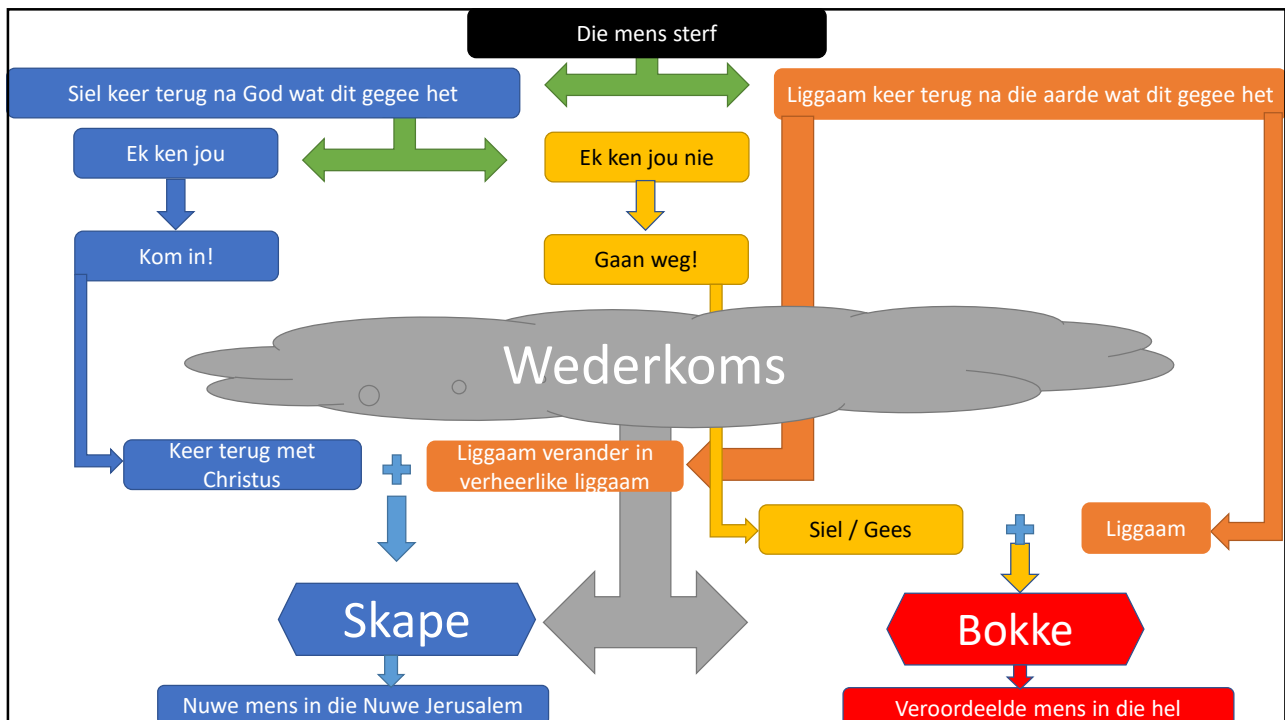 Die mens sterf
Siel keer terug na God wat dit gegee het
Liggaam keer terug na die aarde wat dit gegee het
Ek ken jou
Ek ken jou nie
Kom in!
Gaan weg!
Wederkoms
Keer terug met
Christus
Liggaam verander in
verheerlike liggaam
Siel / Gees
Liggaam
Skape
Bokke
Nuwe mens in die Nuwe Jerusalem
Veroordeelde mens in die hel